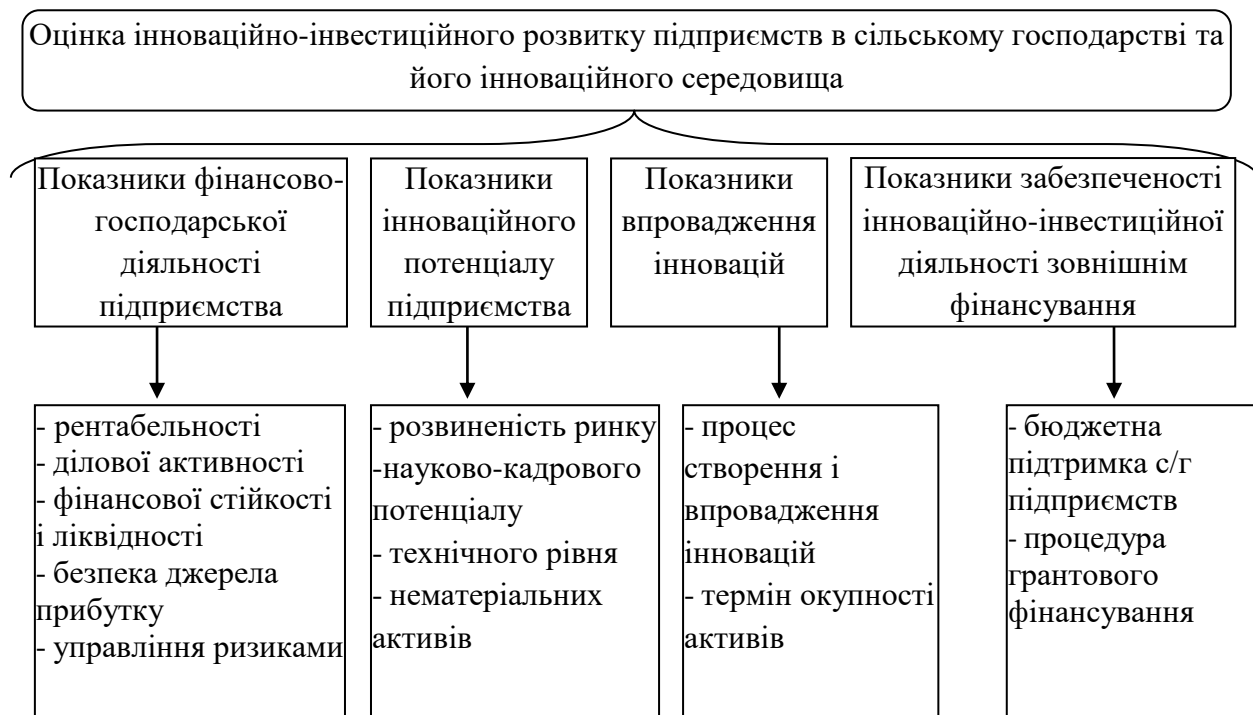 Оцінка інноваційно-інвестиційного розвитку підприємств в сільському господарстві та
його інноваційного середовища
Показники фінансово-
господарської
діяльності
підприємства
Показники
інноваційного
потенціалу
підприємства
Показники
впровадження
інновацій
Показники забезпеченості
інноваційно-інвестиційної
діяльності зовнішнім
фінансування
- рентабельності
- ділової активності
- фінансової стійкості
і ліквідності
- безпека джерела
прибутку
- управління ризиками
- розвиненість ринку
-науково-кадрового
потенціалу
- технічного рівня
- нематеріальних
активів
- процес
створення і
впровадження
інновацій
- термін окупності
активів
- бюджетна
підтримка с/г
підприємств
- процедура
грантового
фінансування